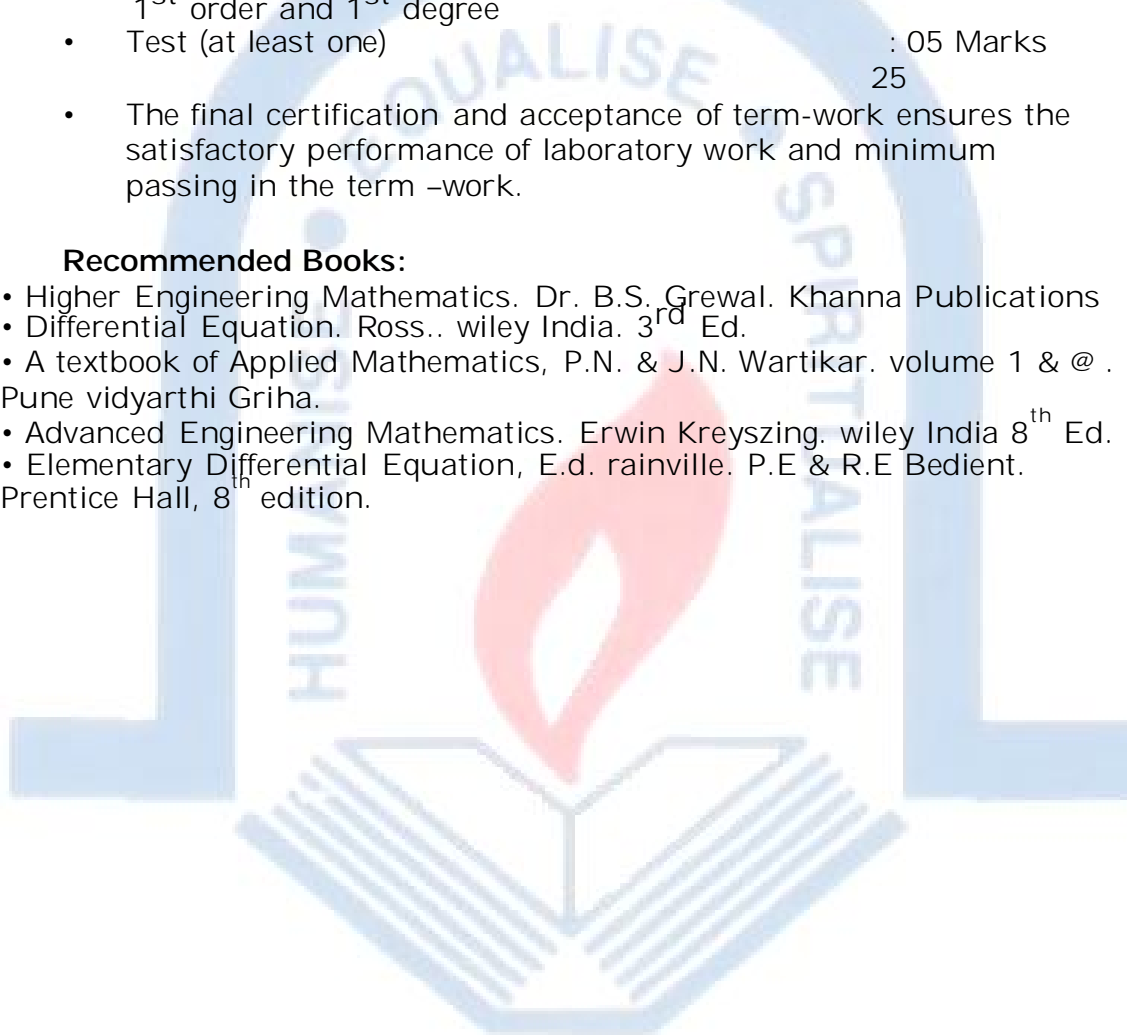 1st order and 1st degree
• Test (at least one) : 05 Marks
25
• The final certification and acceptance of term-work ensures the
satisfactory performance of laboratory work and minimum
passing in the term –work.
Recommended Books:
• Higher Engineering Mathematics. Dr. B.S. Grewal. Khanna Publications
• Differential Equation. Ross.. wiley India. 3rd Ed.
• A textbook of Applied Mathematics, P.N. & J.N. Wartikar. volume 1 & @ .
Pune vidyarthi Griha.
• Advanced Engineering Mathematics. Erwin Kreyszing. wiley India 8th Ed.
• Elementary Differential Equation, E.d. rainville. P.E & R.E Bedient.
Prentice Hall, 8th edition.
HUMANISE • EQUALISE • SPIRITUALISE